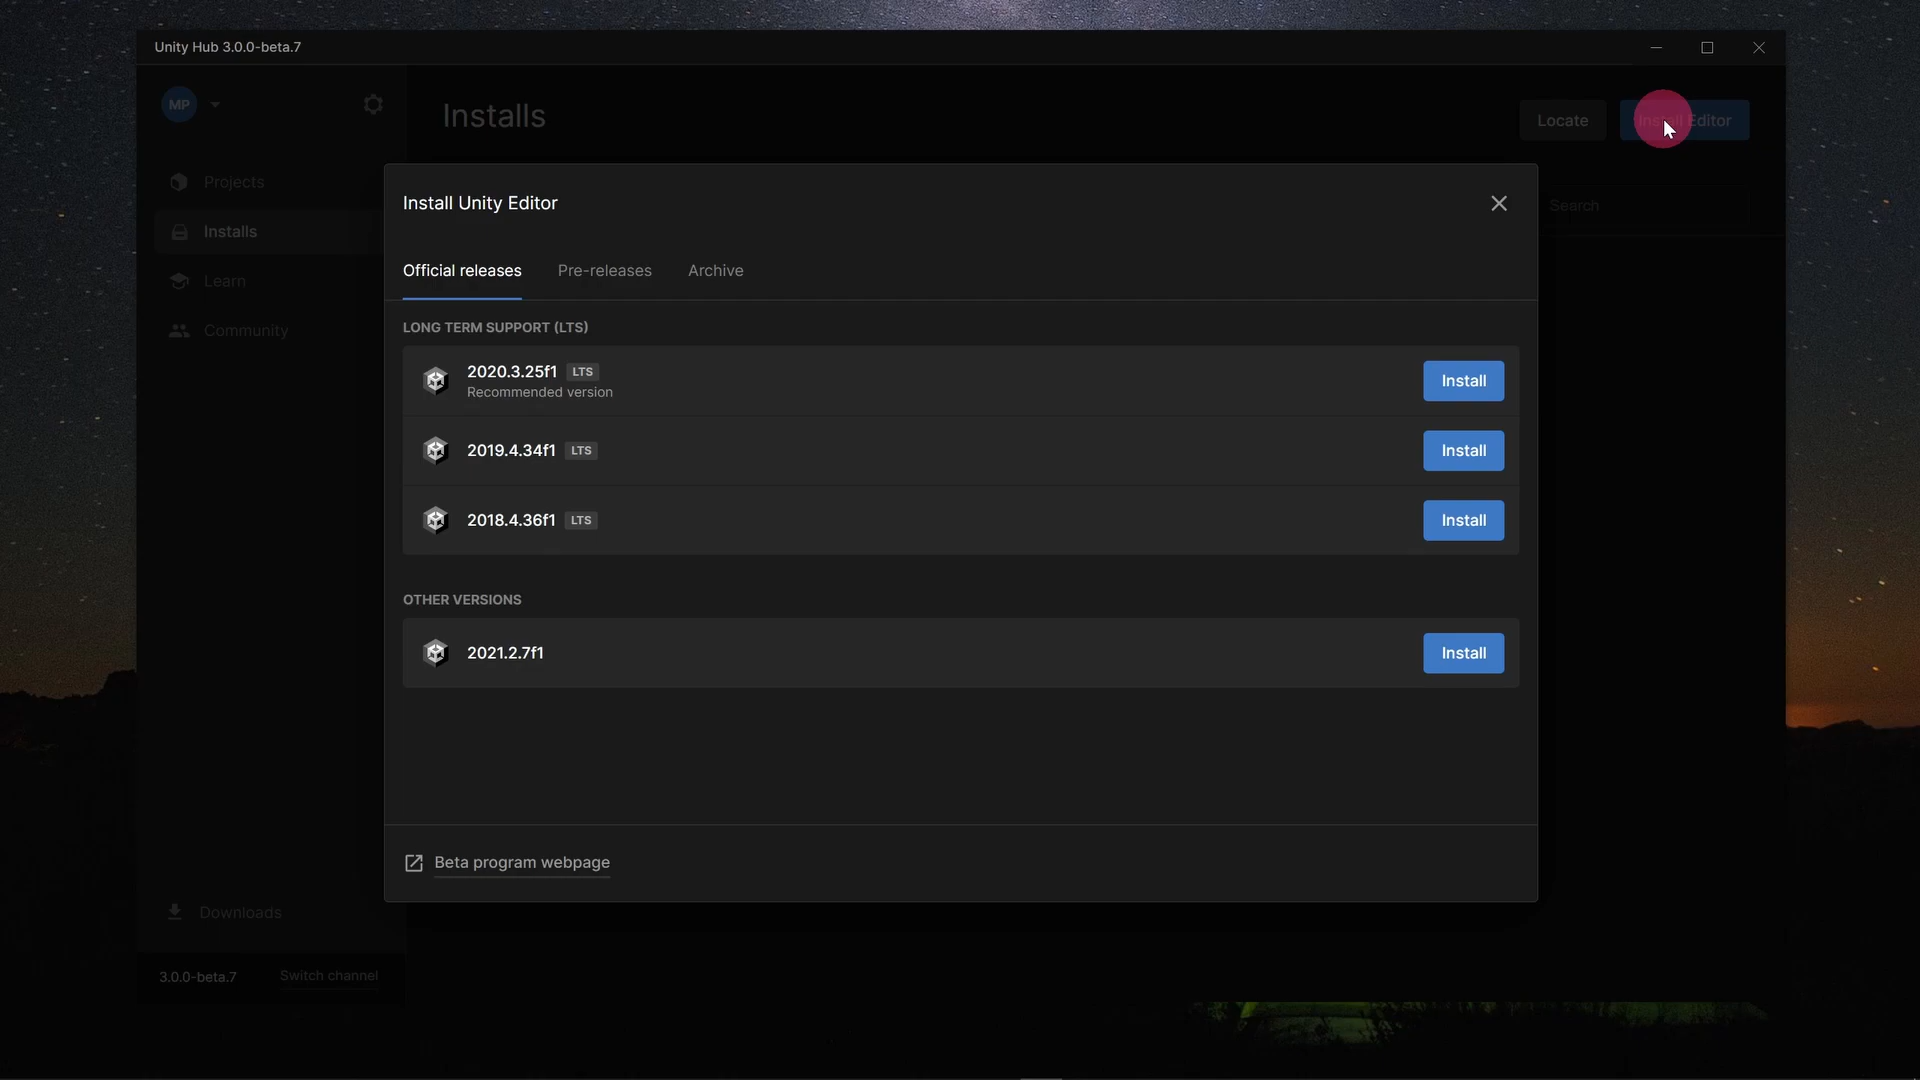 Unity Hub 3.0.0-beta.7
MP
Installs
Locate
Install Editor
Projects
Installs
Learn
Community
Search
Install Unity Editor
Official releases
Pre-releases
Archive
LONG TERM SUPPORT (LTS)
2020.3.25f1 LTS
Recommended version
Install
2019.4.34f1 LTS
Install
2018.4.36f1 LTS
Install
OTHER VERSIONS
2021.2.7f1
Install
Beta program webpage
Downloads
3.0.0-beta.7
Switch channel